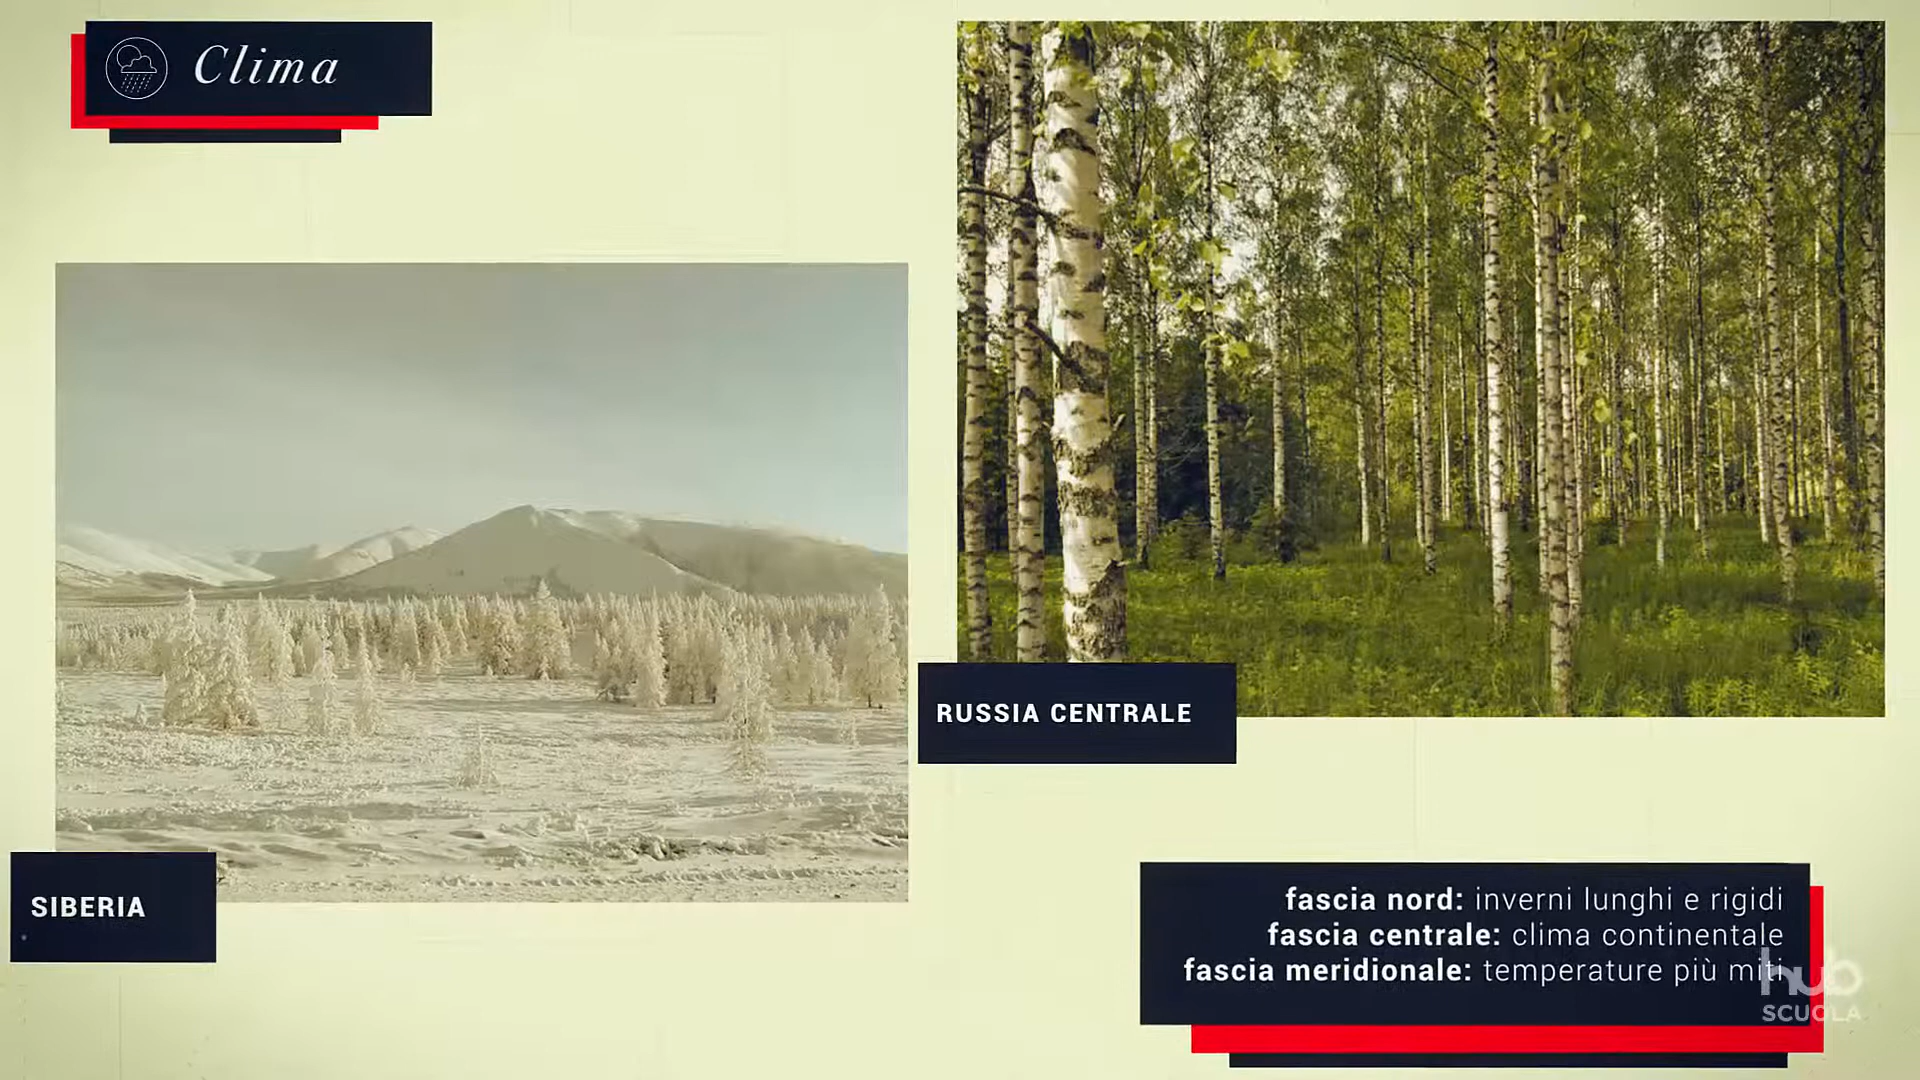 Clima
SIBERIA
RUSSIA CENTRALE
fascia nord: inverni lunghi e rigidi
fascia centrale: clima continentale
fascia meridionale: temperature più miti
hub
SCUOLA